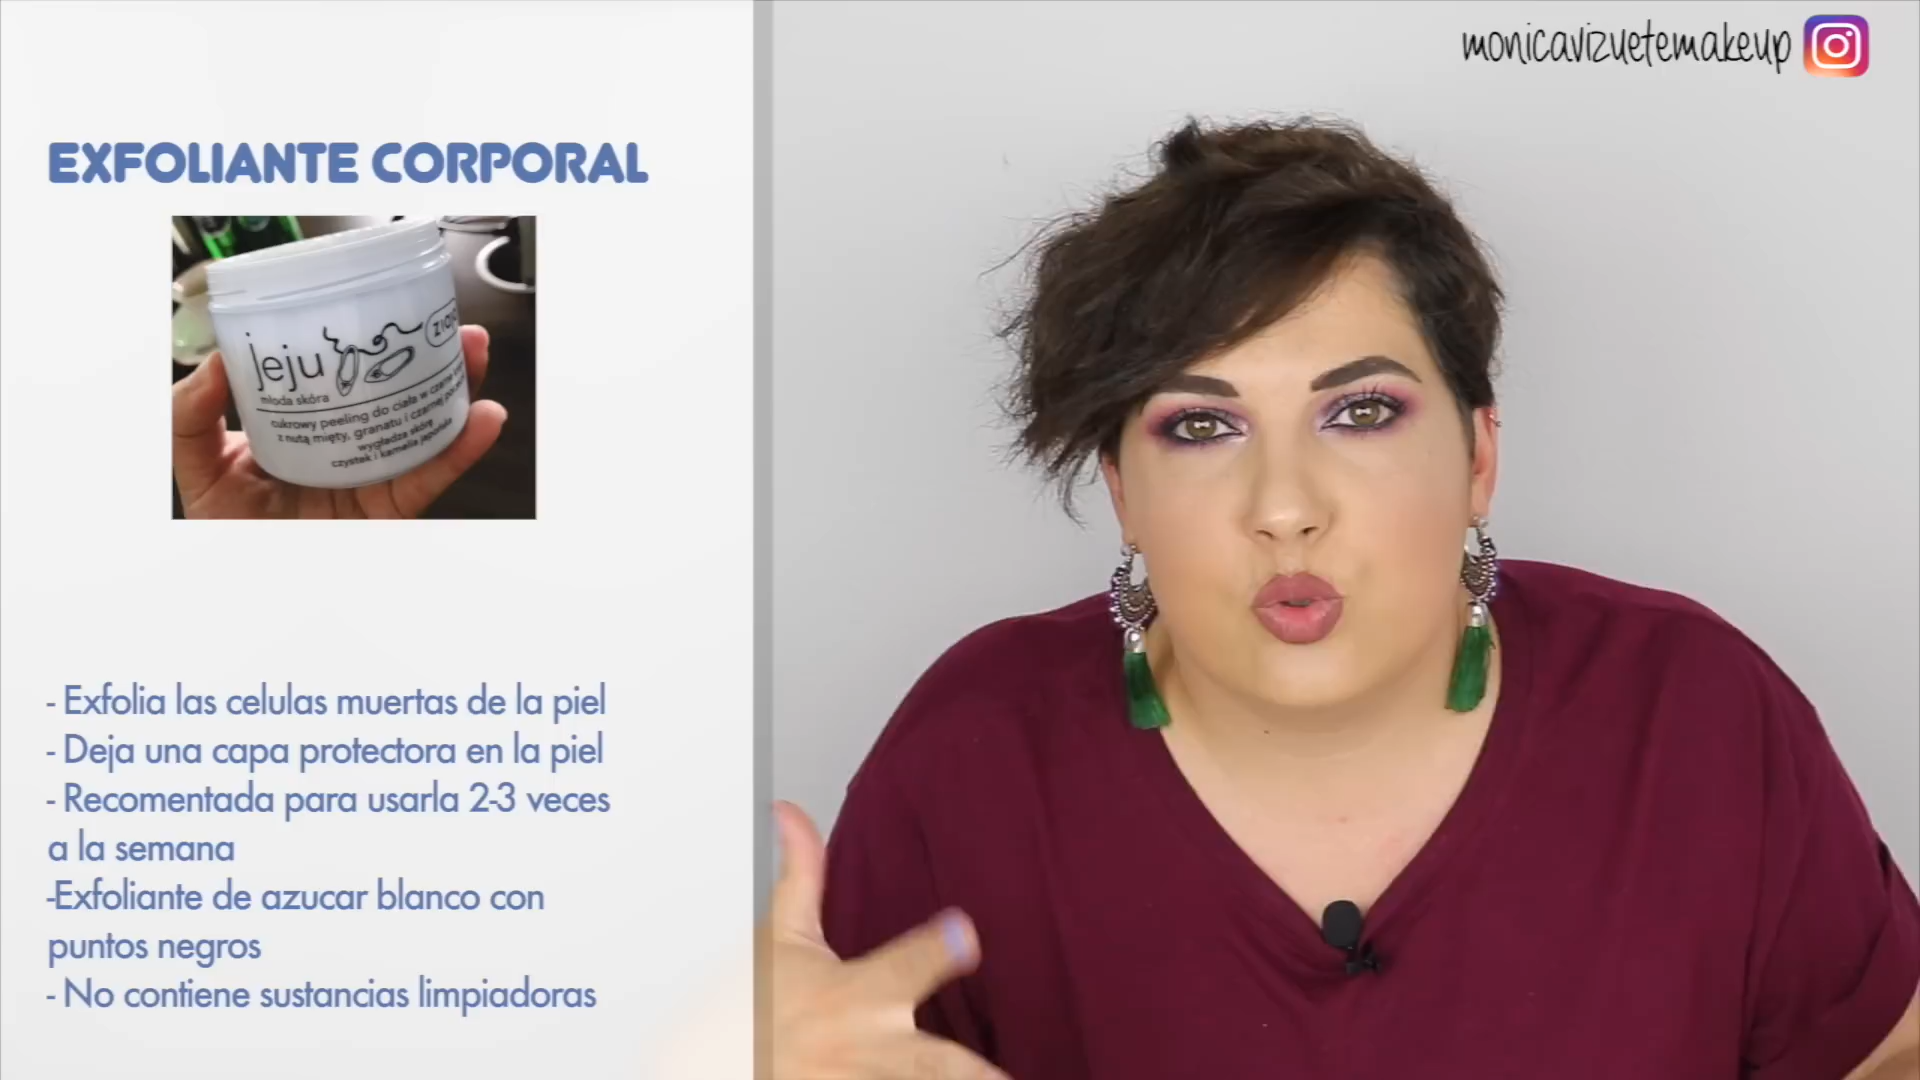 monicavizuetemakeup
EXFOLIANTE CORPORAL
jeju
ziaja
młoda skóra
cukrowy peeling do ciała w czarne
z nutą mięty, granatu i czarnej
wygładza skórę
czystek i kamelia japońska
- Exfolia las celulas muertas de la piel
- Deja una capa protectora en la piel
- Recomentada para usarla 2-3 veces
a la semana
-Exfoliante de azucar blanco con
puntos negros
- No contiene sustancias limpiadoras